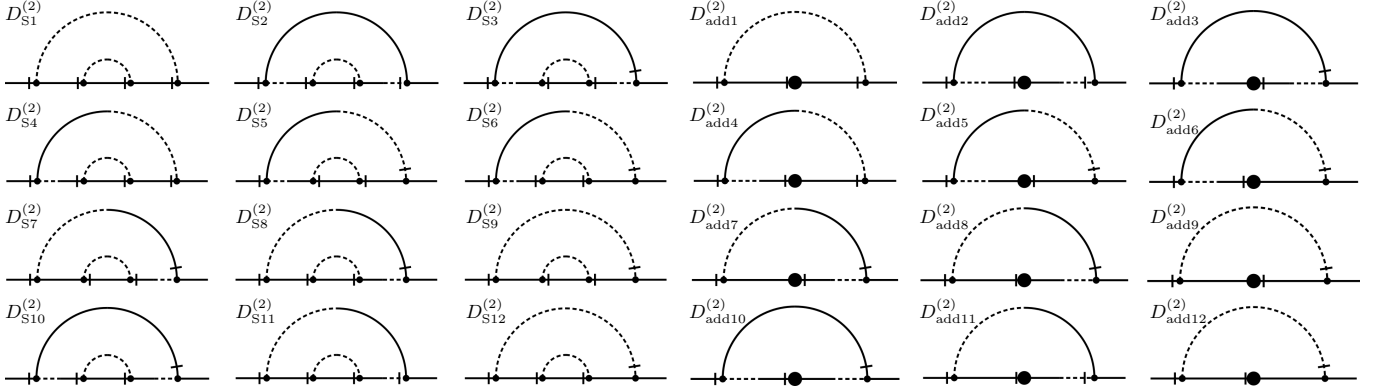 D_{S1}^{(2)} D_{S2}^{(2)} D_{S3}^{(2)} D_{add1}^{(2)} D_{add2}^{(2)} D_{add3}^{(2)}
D_{S4}^{(2)} D_{S5}^{(2)} D_{S6}^{(2)} D_{add4}^{(2)} D_{add5}^{(2)} D_{add6}^{(2)}
D_{S7}^{(2)} D_{S8}^{(2)} D_{S9}^{(2)} D_{add7}^{(2)} D_{add8}^{(2)} D_{add9}^{(2)}
D_{S10}^{(2)} D_{S11}^{(2)} D_{S12}^{(2)} D_{add10}^{(2)} D_{add11}^{(2)} D_{add12}^{(2)}